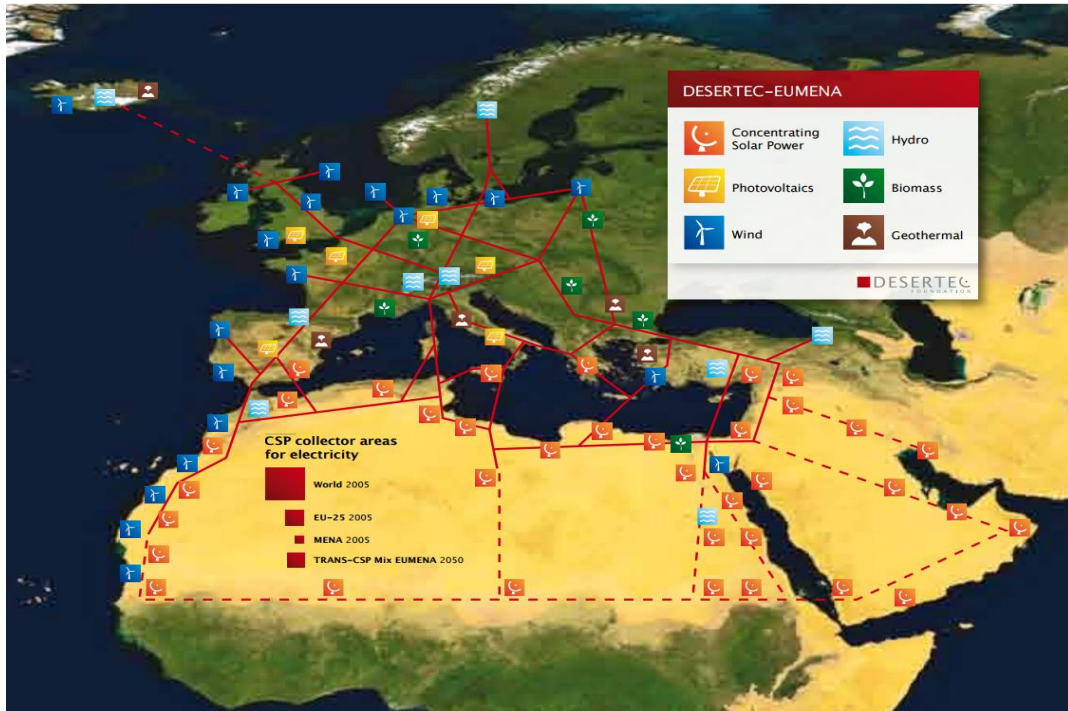 DESERTEC-EUMENA
Concentrating
Solar Power
Hydro
Photovoltaics
Biomass
Wind
Geothermal
DESERTEC
FOUNDATION
CSP collector areas
for electricity
World 2005
EU-25 2005
MENA 2005
TRANS-CSP Mix EUMENA 2050